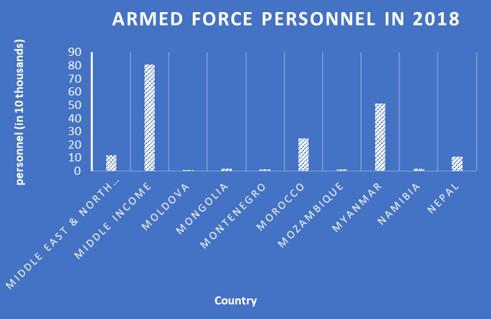 ARMED FORCE PERSONNEL IN 2018
personnel (in 10 thousands)
90
80
70
60
50
40
30
20
10
0
MIDDLE EAST & NORTH...
MIDDLE INCOME
MOLDOVA
MONGOLIA
MONTENEGRO
MOROCCO
MOZAMBIQUE
MYANMAR
NAMIBIA
NEPAL
Country